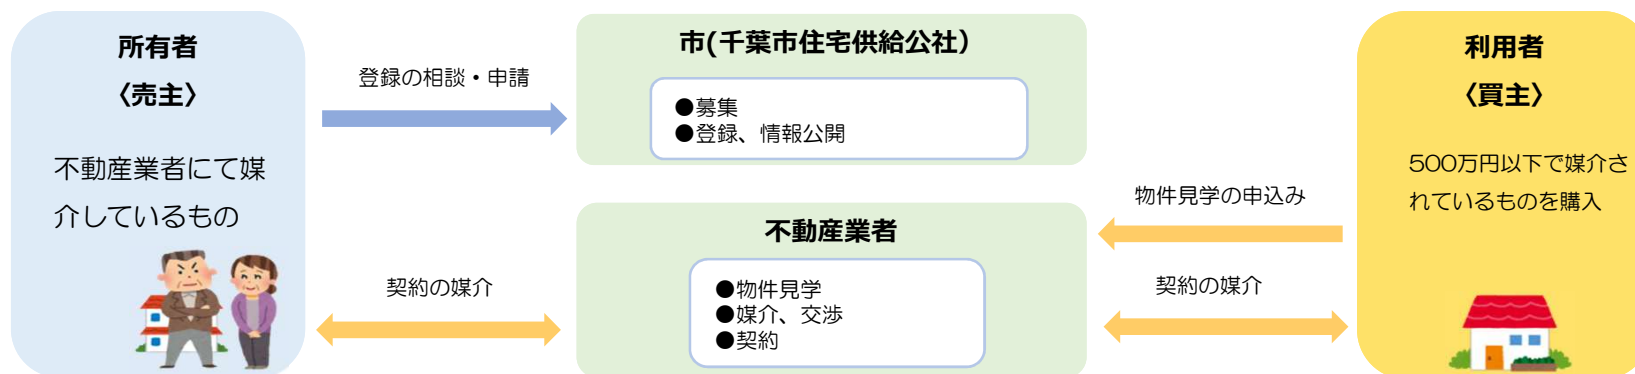 所有者
〈売主〉
不動産業者にて媒
介しているもの
登録の相談・申請
契約の媒介
市(千葉市住宅供給公社）
●募集
●登録、情報公開
不動産業者
●物件見学
●媒介、交渉
●契約
物件見学の申込み
契約の媒介
利用者
〈買主〉
500万円以下で媒介さ
れているものを購入